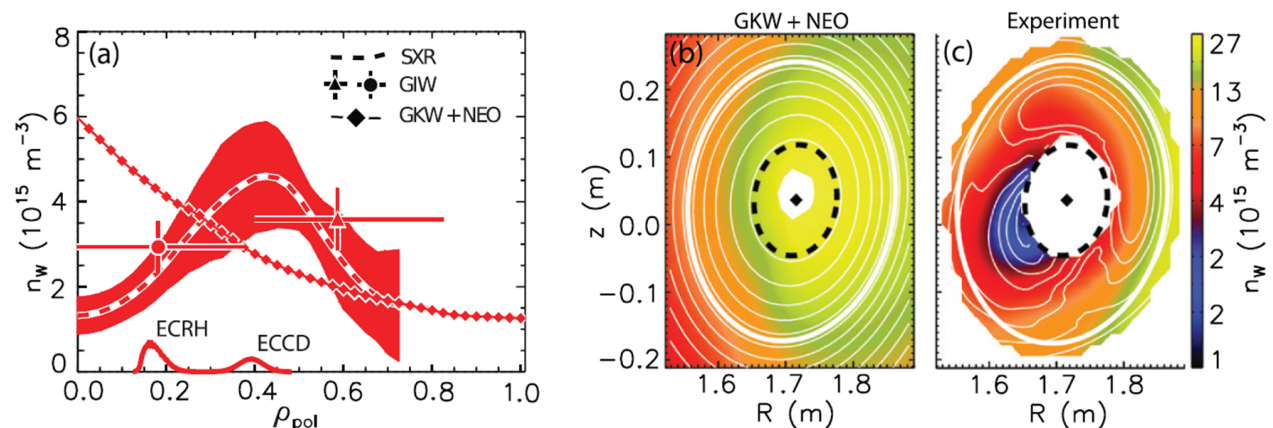 (a)
8
6
4
2
0
n_w (10^15 m^-3)
SXR
GIW
GKW+NEO
ECRH
ECCD
0.0 0.2 0.4 0.6 0.8 1.0
ρ_pol
GKW + NEO
(b)
0.2
0.1
0.0
−0.1
−0.2
z (m)
1.6 1.7 1.8
R (m)
Experiment
(c)
1.6 1.7 1.8
R (m)
27
13
7
4
2
2
1
n_w (10^15 m^-3)